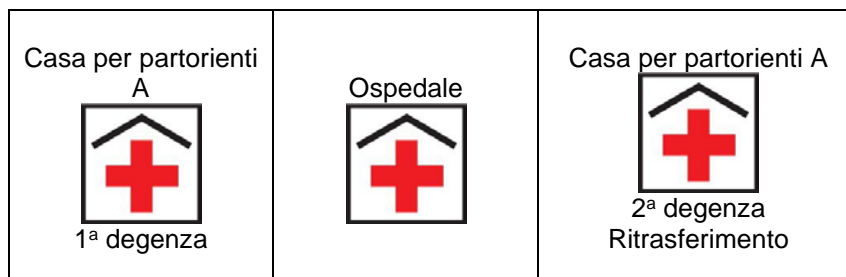 Casa per partorienti
A
1ª degenza
Ospedale
Casa per partorienti A
2ª degenza
Ritrasferimento